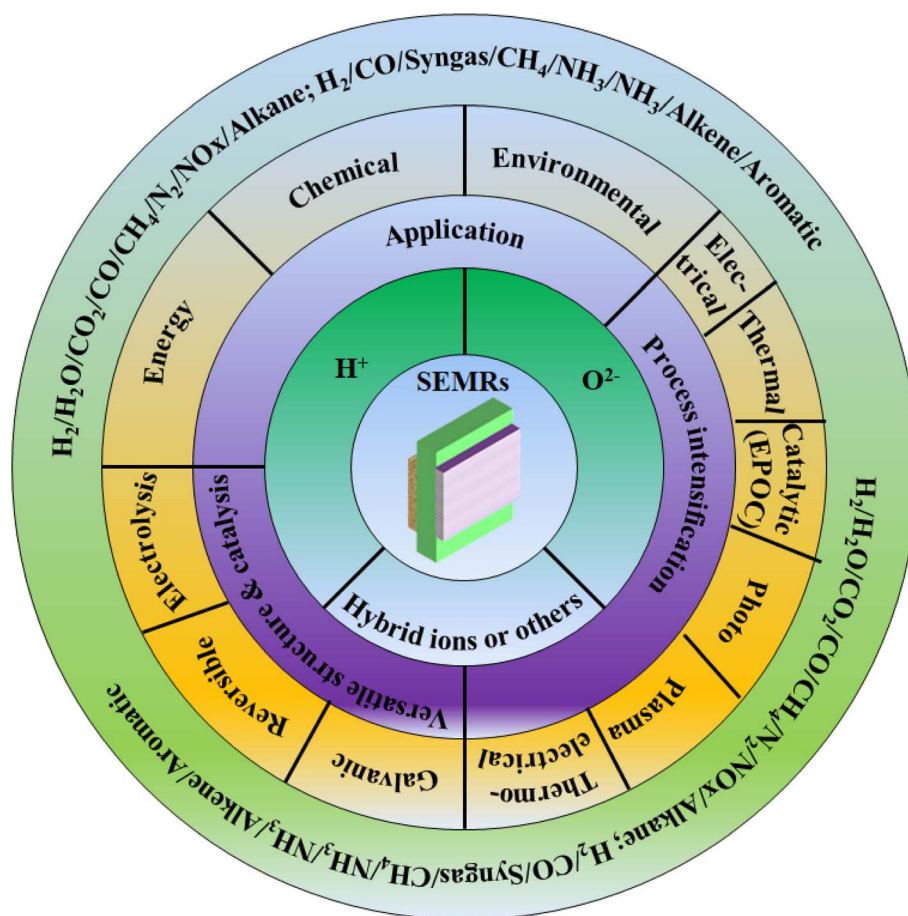 H₂/H₂O/CO₂/CO/CH₄/N₂/NOx/Alkane; H₂/CO/Syngas/CH₄/NH₃/NH₃/Alkene/Aromatic
Chemical
Environmental
Energy
Application
Elec-
trical
Thermal
Process intensification
Catalytic
(EPOC)
Photo
Plasma
Thermo-
electrical
Galvanic
Reversible
Electrolysis
Versatile structure & catalysis
H⁺
O²⁻
SEMRs
Hybrid ions or others
H₂/H₂O/CO₂/CO/CH₄/N₂/NOx/Alkane; H₂/CO/Syngas/CH₄/NH₃/NH₃/Alkene/Aromatic